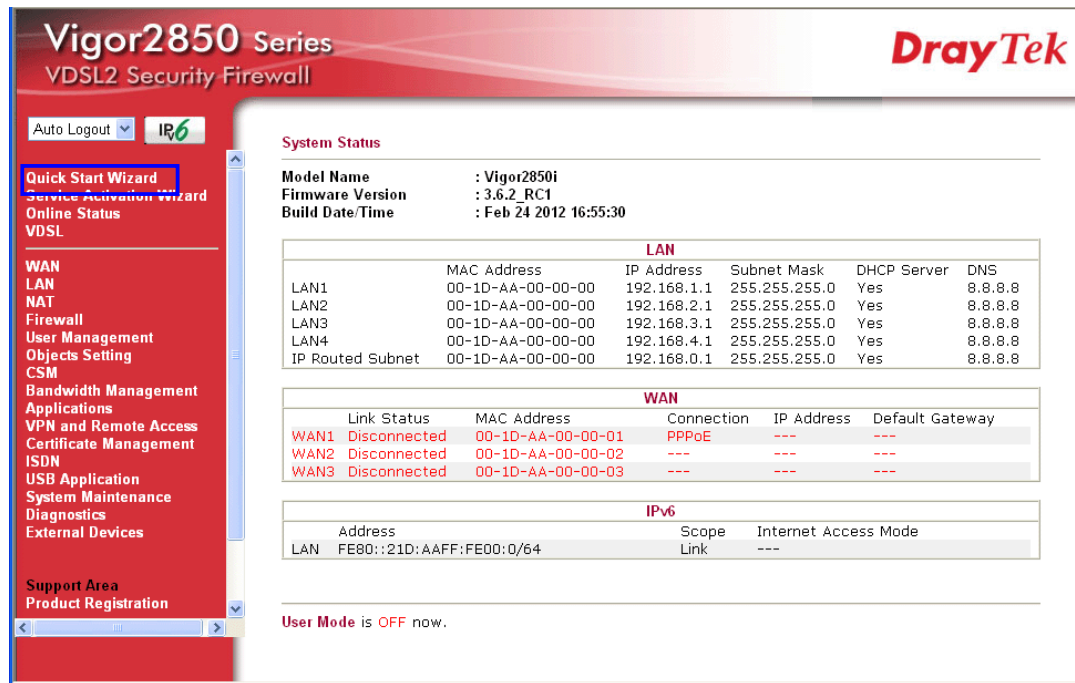 Vigor2850 Series
DrayTek
VDSL2 Security Firewall
Auto Logout
IPv6
Quick Start Wizard
Service Activation Wizard
Online Status
VDSL
WAN
LAN
NAT
Firewall
User Management
Objects Setting
CSM
Bandwidth Management
Applications
VPN and Remote Access
Certificate Management
ISDN
USB Application
System Maintenance
Diagnostics
External Devices
Support Area
Product Registration
System Status
Model Name : Vigor2850i
Firmware Version : 3.6.2_RC1
Build Date/Time : Feb 24 2012 16:55:30
LAN
MAC Address IP Address Subnet Mask DHCP Server DNS
LAN1 00-1D-AA-00-00-00 192.168.1.1 255.255.255.0 Yes 8.8.8.8
LAN2 00-1D-AA-00-00-00 192.168.2.1 255.255.255.0 Yes 8.8.8.8
LAN3 00-1D-AA-00-00-00 192.168.3.1 255.255.255.0 Yes 8.8.8.8
LAN4 00-1D-AA-00-00-00 192.168.4.1 255.255.255.0 Yes 8.8.8.8
IP Routed Subnet 00-1D-AA-00-00-00 192.168.0.1 255.255.255.0 Yes 8.8.8.8
WAN
Link Status MAC Address Connection IP Address Default Gateway
WAN1 Disconnected 00-1D-AA-00-00-01 PPPoE --- ---
WAN2 Disconnected 00-1D-AA-00-00-02 --- --- ---
WAN3 Disconnected 00-1D-AA-00-00-03 --- --- ---
IPv6
Address Scope Internet Access Mode
LAN FE80::21D:AAFF:FE00:0/64 Link ---
User Mode is OFF now.